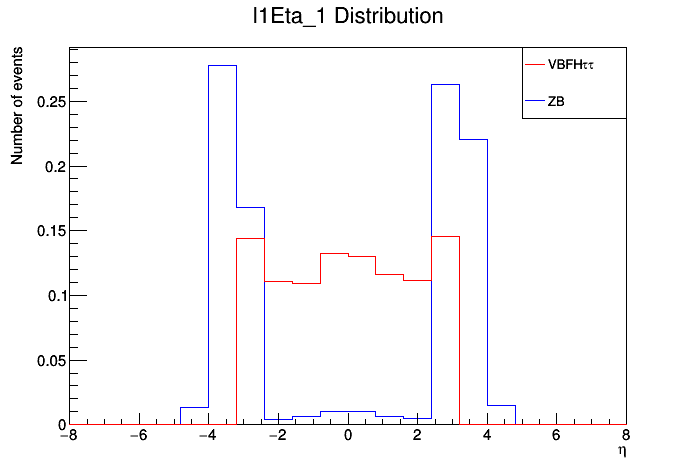 l1Eta_1 Distribution
Number of events
VBFHττ
ZB
0.25
0.2
0.15
0.1
0.05
0
−8 −6 −4 −2 0 2 4 6 8
η